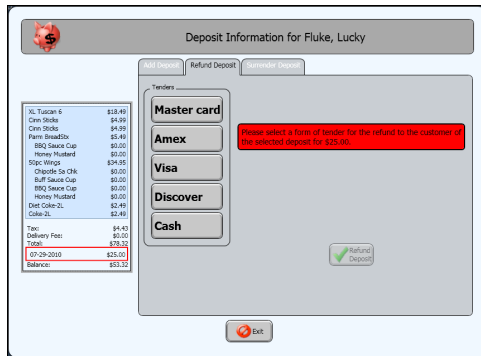 Deposit Information for Fluke, Lucky
Add Deposit
Refund Deposit
Surrender Deposit
Tenders
Master card
Amex
Visa
Discover
Cash
Please select a form of tender for the refund to the customer of
the selected deposit for $25.00.
XL Tuscan 6 $18.49
Cinn Sticks $4.99
Cinn Sticks $4.99
Parm BreadStx $5.49
BBQ Sauce Cup $0.00
Honey Mustard $0.00
50pc Wings $34.95
Chipotle Sa Chk $0.00
Buff Sauce Cup $0.00
BBQ Sauce Cup $0.00
Honey Mustard $0.00
Diet Coke-2L $2.49
Coke-2L $2.49
Tax: $4.43
Delivery Fee: $0.00
Total: $78.32
07-29-2010 $25.00
Balance: $53.32
Refund
Deposit
Exit